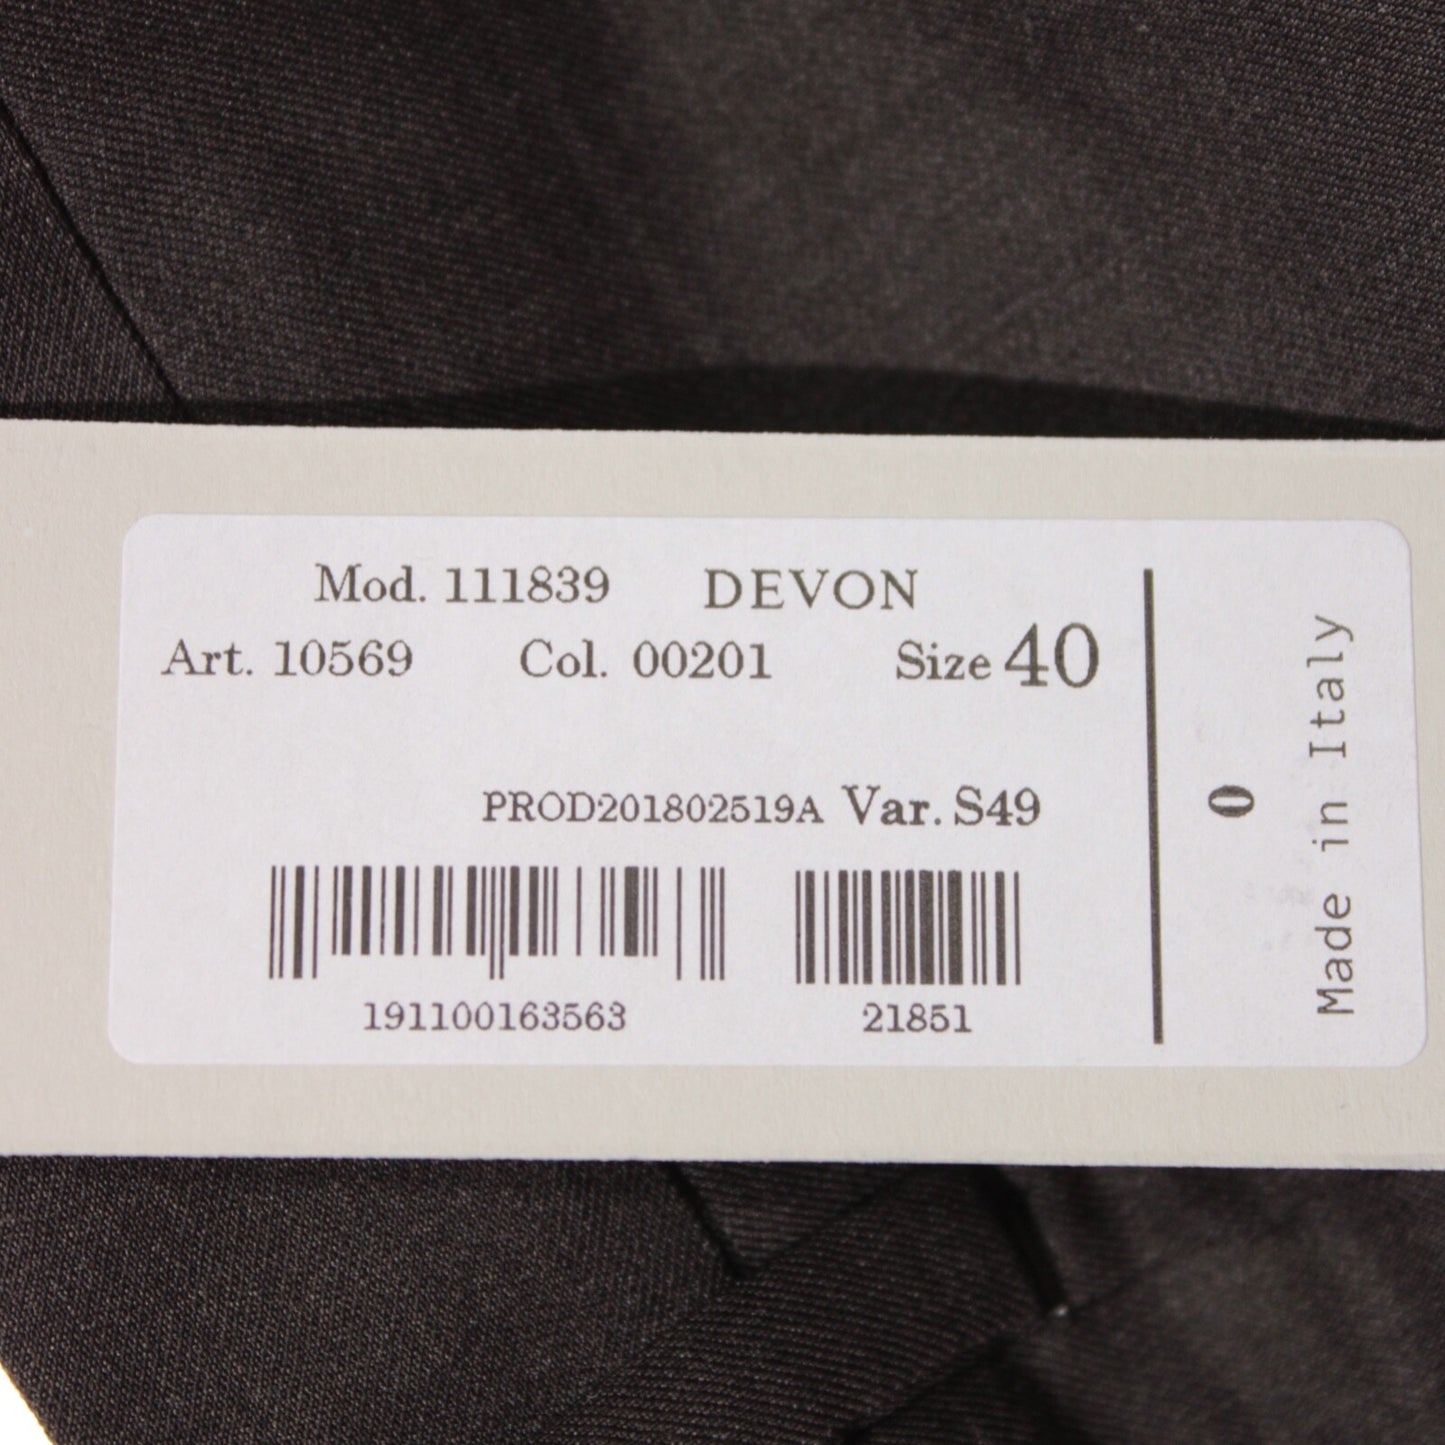 Mod. 111839 DEVON
Art. 10569 Col. 00201 Size 40
PROD201802519A Var. S49
191100163563 21851
0
Made in Italy